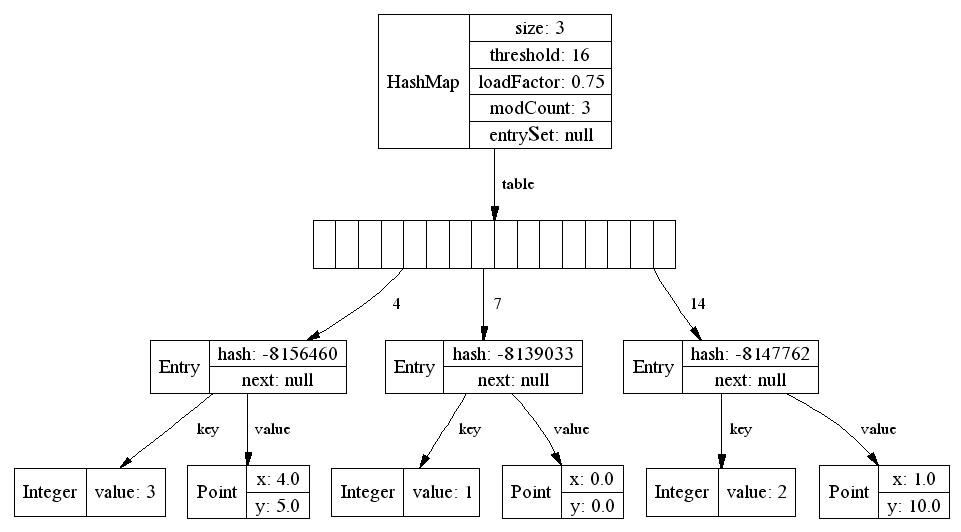 HashMap
size: 3
threshold: 16
loadFactor: 0.75
modCount: 3
entrySet: null
table
4
7
14
Entry
hash: -8156460
next: null
Entry
hash: -8139033
next: null
Entry
hash: -8147762
next: null
key
value
key
value
key
value
Integer
value: 3
Point
x: 4.0
y: 5.0
Integer
value: 1
Point
x: 0.0
y: 0.0
Integer
value: 2
Point
x: 1.0
y: 10.0